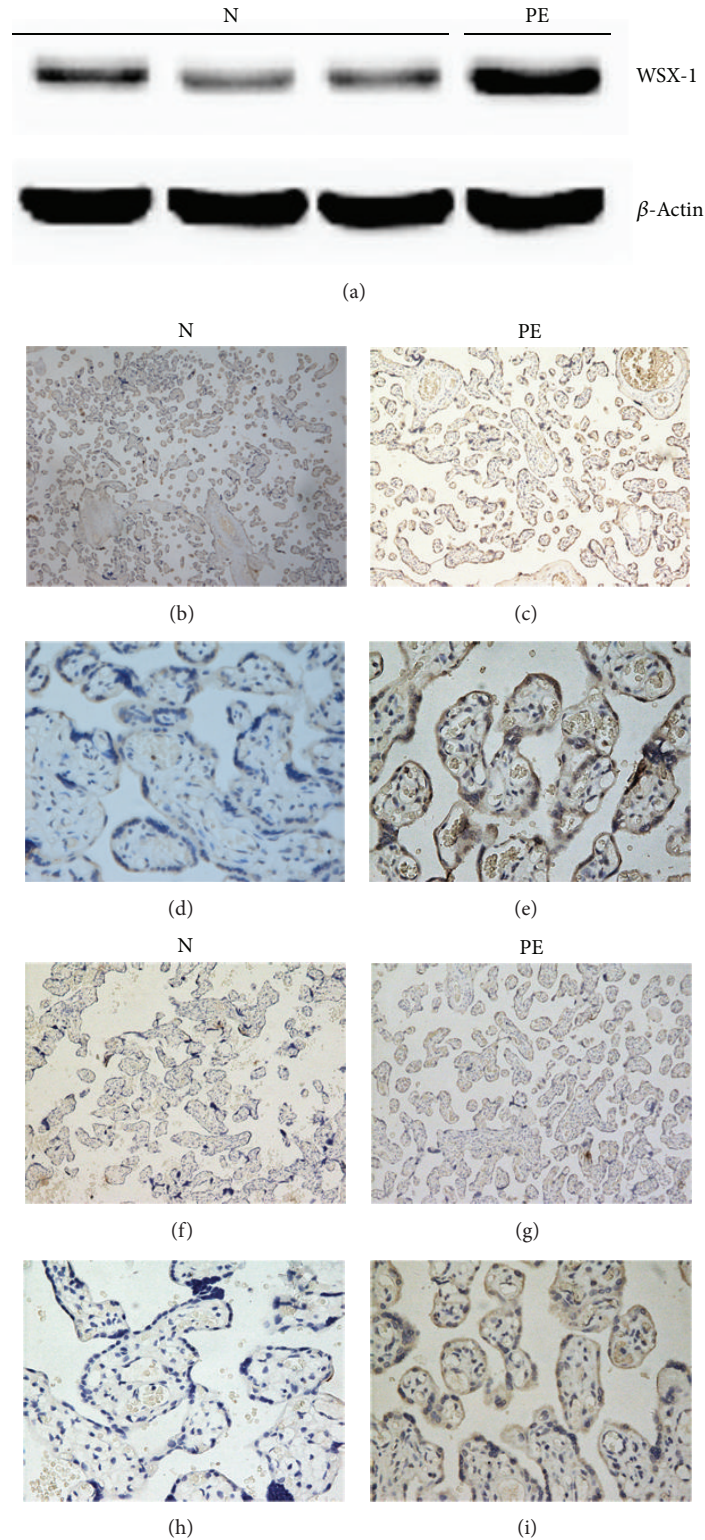 N PE
WSX-1
β-Actin
(a)
N PE
(b) (c)
(d) (e)
N PE
(f) (g)
(h) (i)